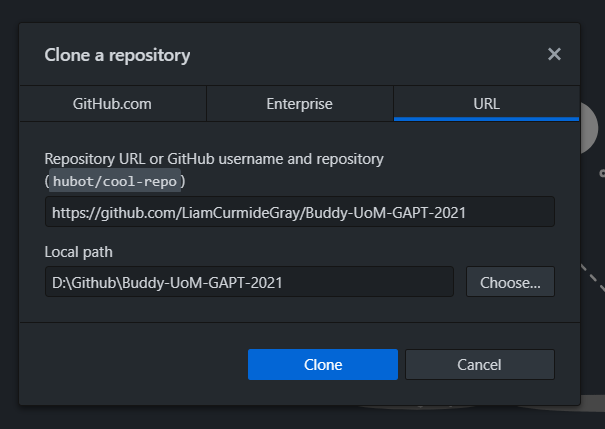 Clone a repository
GitHub.com Enterprise URL
Repository URL or GitHub username and repository
(hubot/cool-repo)
https://github.com/LiamCurmideGray/Buddy-UoM-GAPT-2021
Local path
D:\Github\Buddy-UoM-GAPT-2021 Choose...
Clone Cancel